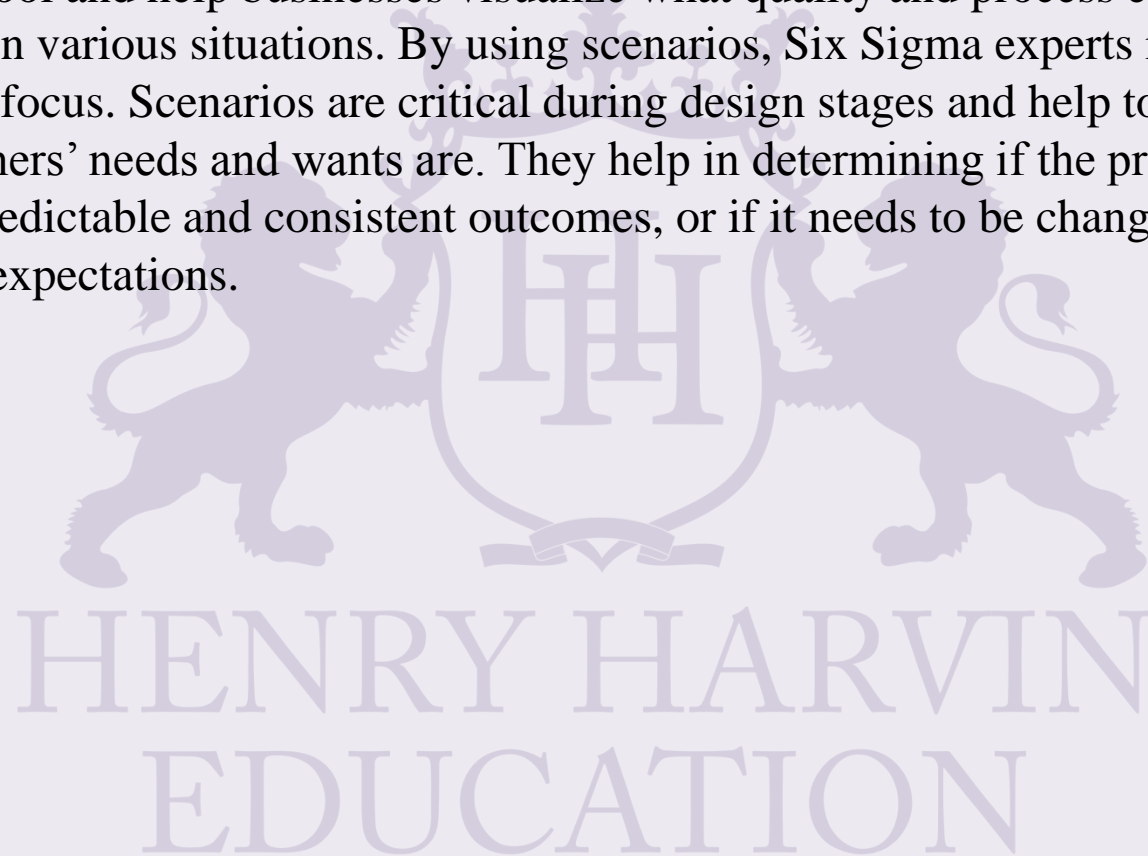 ool and help businesses visualize what quality and process
n various situations. By using scenarios, Six Sigma experts
focus. Scenarios are critical during design stages and help to
ers’ needs and wants are. They help in determining if the pr
edictable and consistent outcomes, or if it needs to be chang
expectations.
HH
HENRY HARVIN
EDUCATION